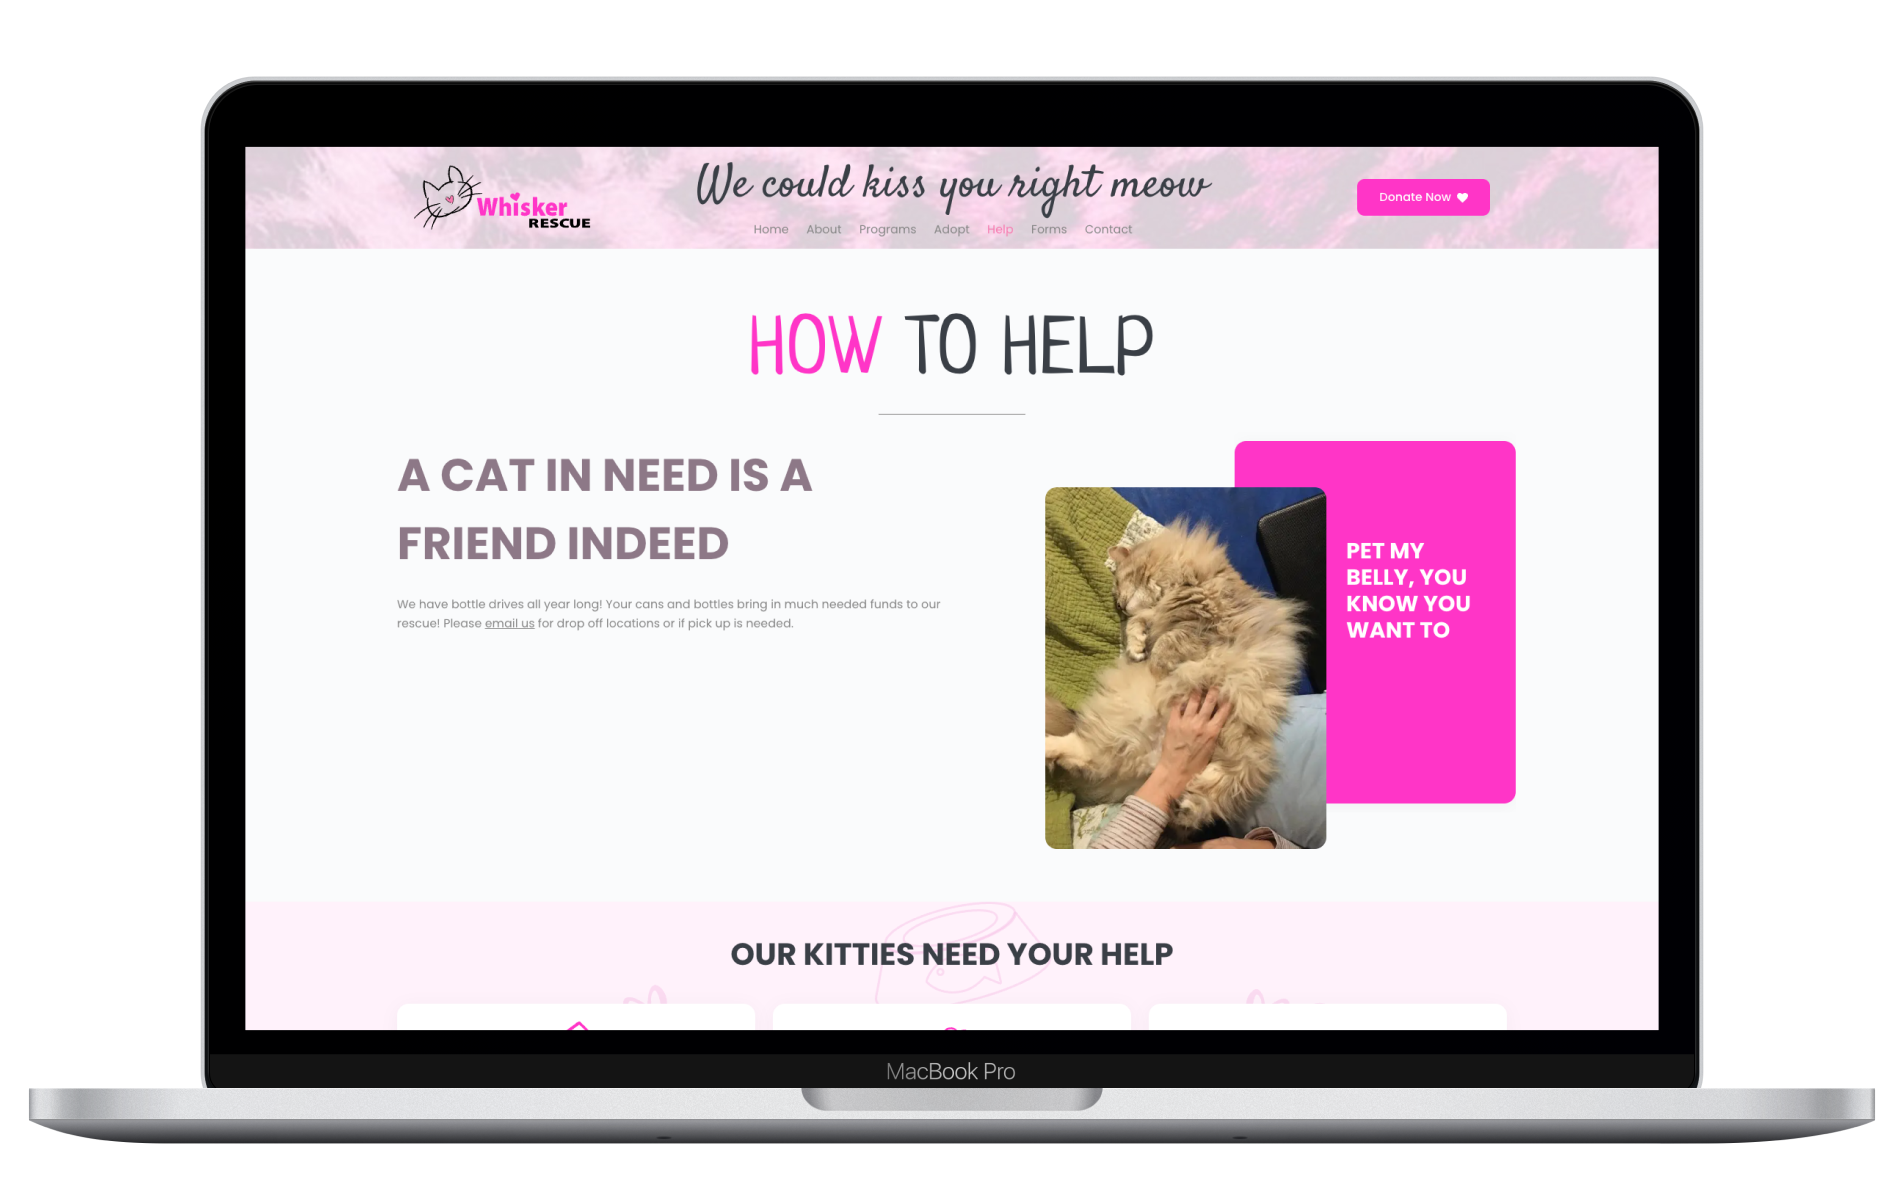 We could kiss you right meow
Whisker
RESCUE
Donate Now
Home About Programs Adopt Help Forms Contact
HOW TO HELP
A CAT IN NEED IS A
FRIEND INDEED
We have bottle drives all year long! Your cans and bottles bring in much needed funds to our
rescue! Please email us for drop off locations or if pick up is needed.
PET MY
BELLY, YOU
KNOW YOU
WANT TO
OUR KITTIES NEED YOUR HELP
MacBook Pro